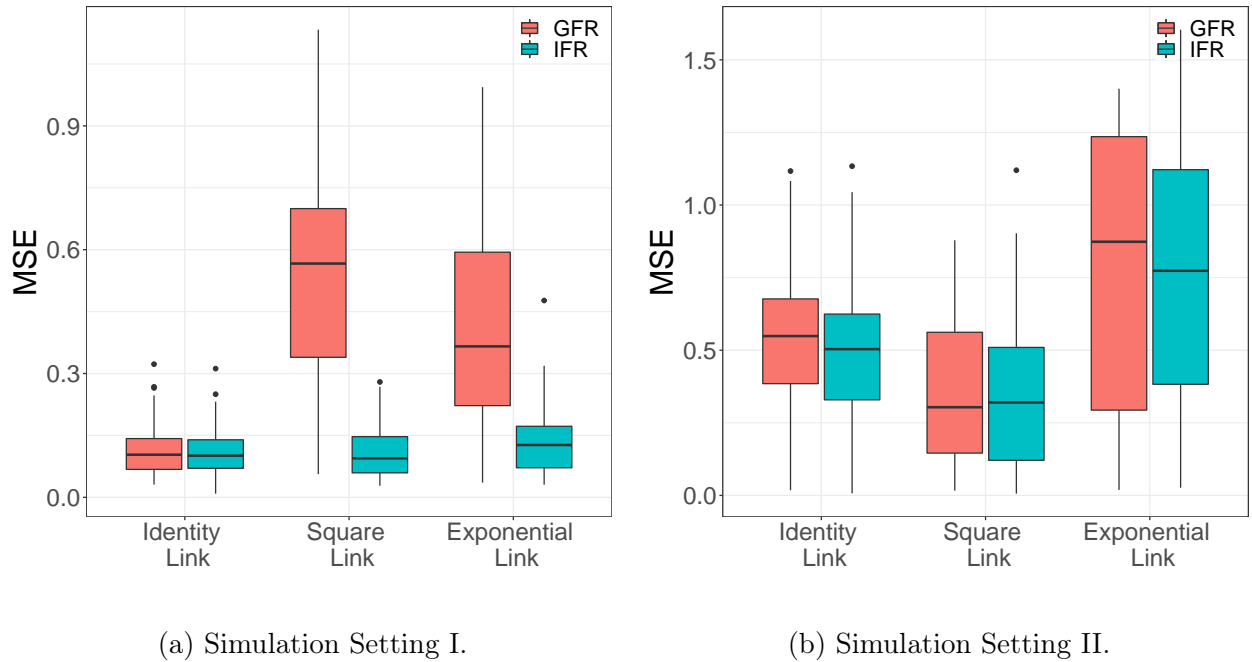 GFR
IFR
MSE
0.9
0.6
0.3
0.0
Identity
Link
Square
Link
Exponential
Link
(a) Simulation Setting I.
GFR
IFR
MSE
1.5
1.0
0.5
0.0
Identity
Link
Square
Link
Exponential
Link
(b) Simulation Setting II.